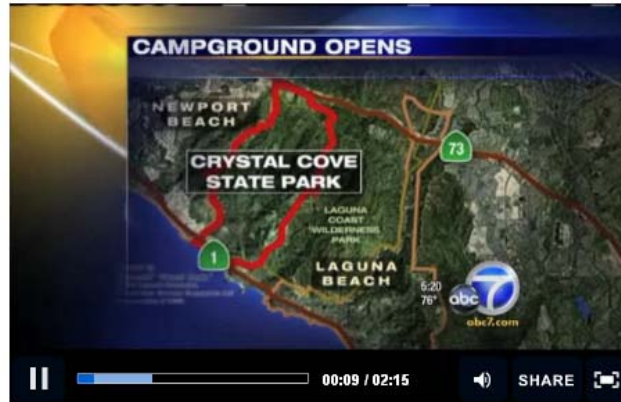 CAMPGROUND OPENS
NEWPORT
BEACH
73
CRYSTAL COVE
STATE PARK
LAGUNA
COAST
WILDERNESS
PARK
1
LAGUNA
BEACH
5:20
76°
abc 7
abc7.com
00:09 / 02:15
SHARE